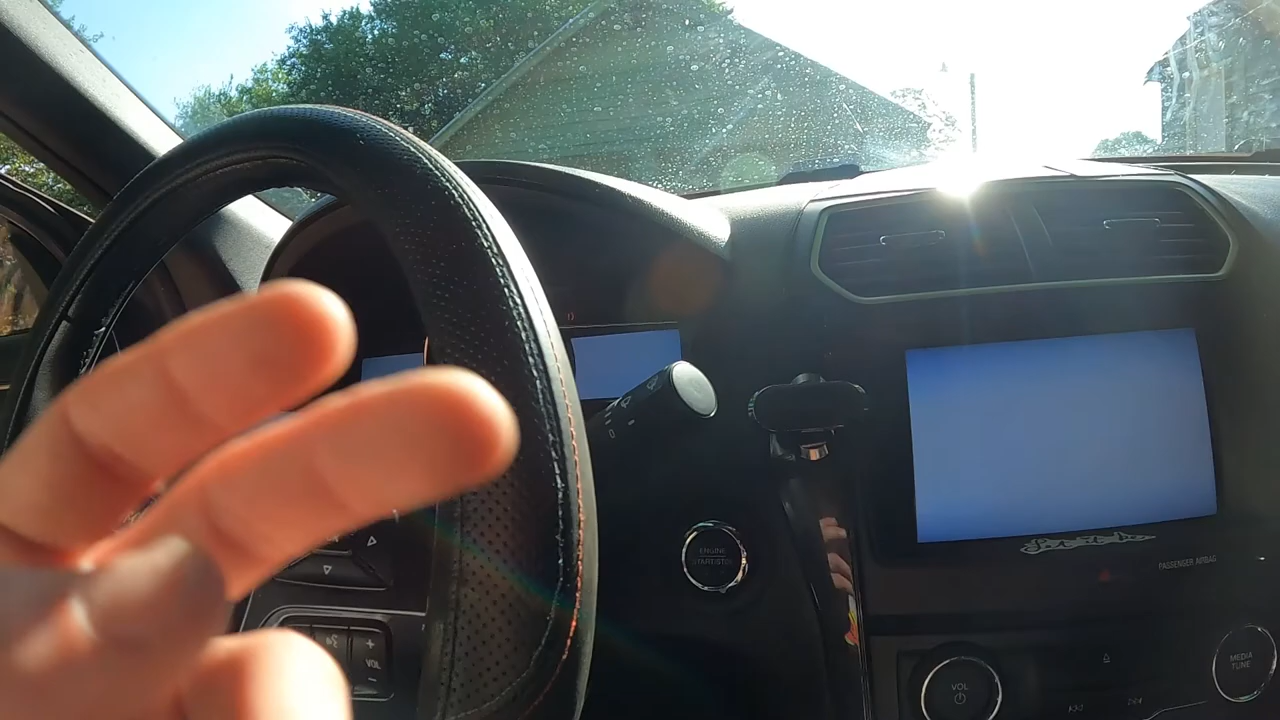 ENGINE
START/STOP
PASSENGER AIRBAG
VOL
MEDIA
TUNE
+
VOL
-